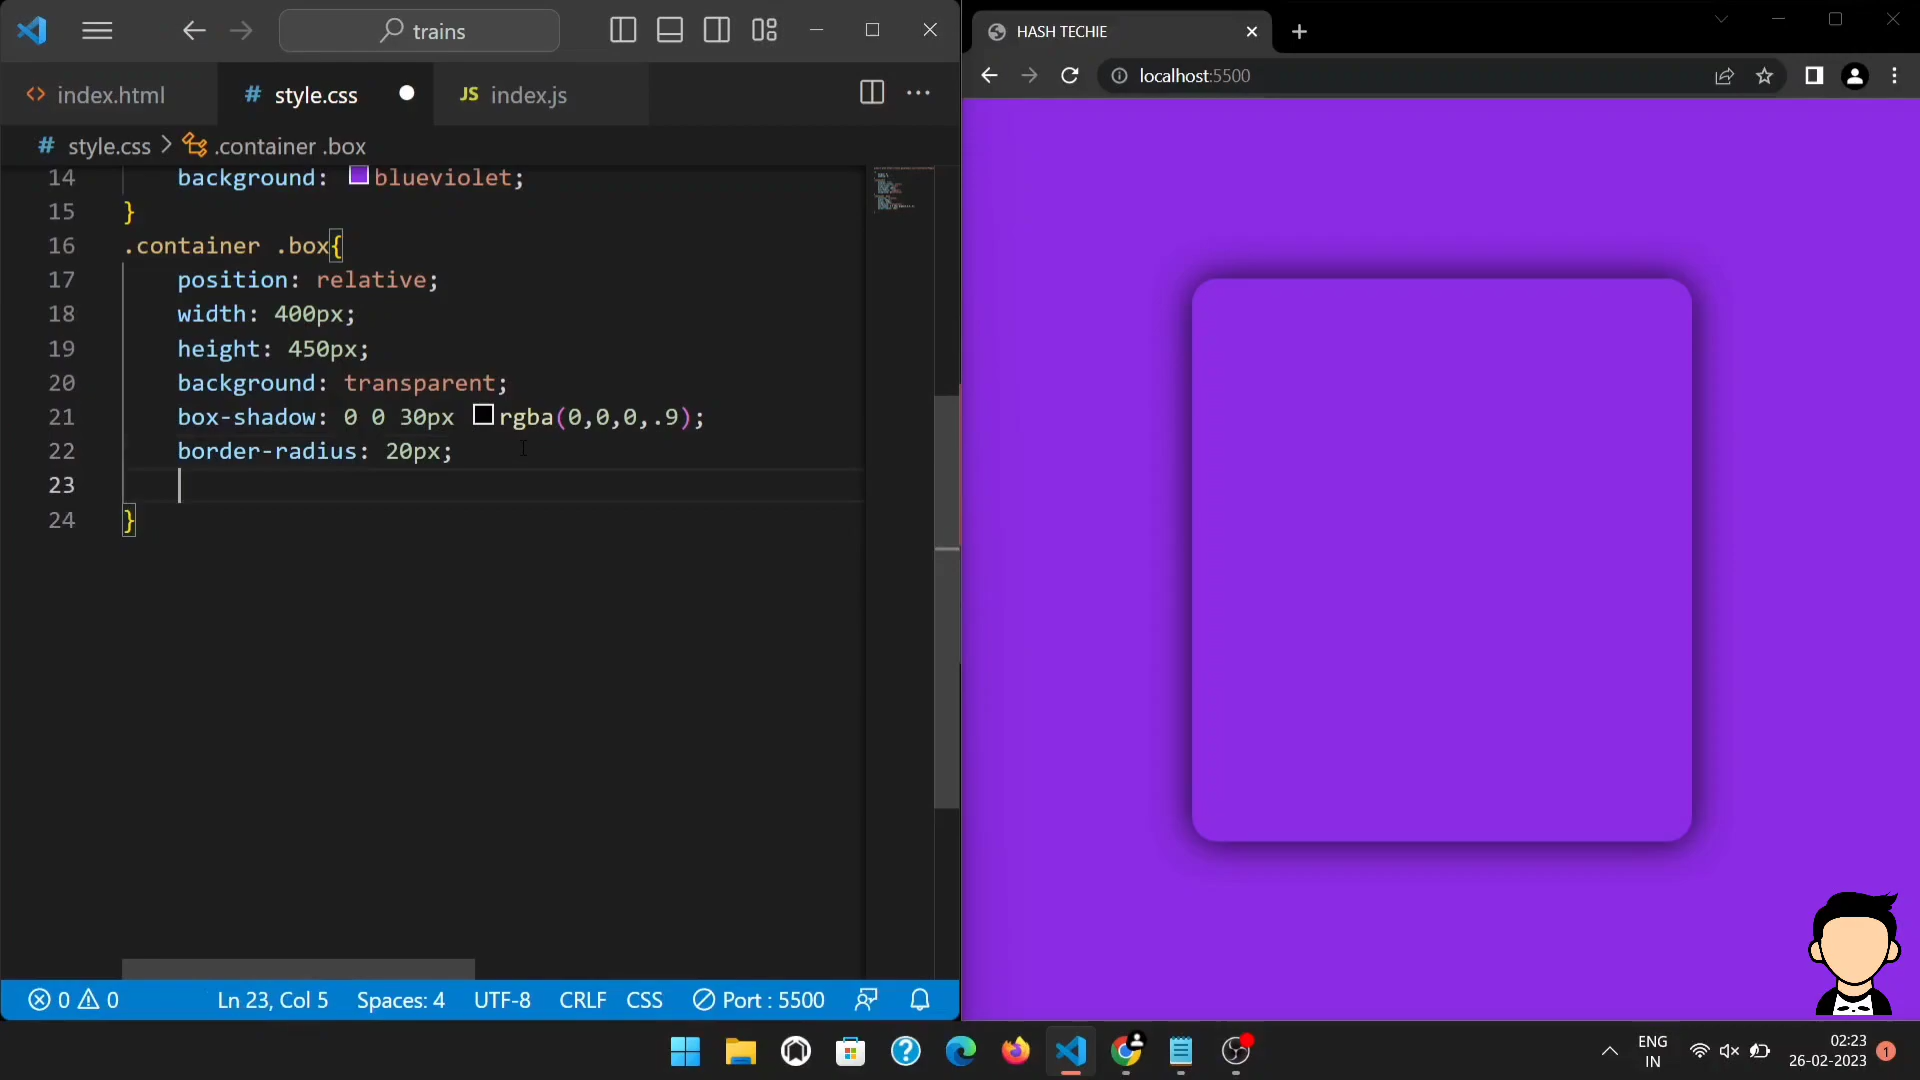 trains
HASH TECHIE
localhost:5500
index.html
style.css
JS index.js
# style.css > .container .box
14 background: blueviolet;
15 }
16 .container .box{
17 position: relative;
18 width: 400px;
19 height: 450px;
20 background: transparent;
21 box-shadow: 0 0 30px rgba(0,0,0,.9);
22 border-radius: 20px;
23
24 }
0 0 Ln 23, Col 5 Spaces: 4 UTF-8 CRLF CSS Port : 5500
ENG
IN
02:23
26-02-2023
1